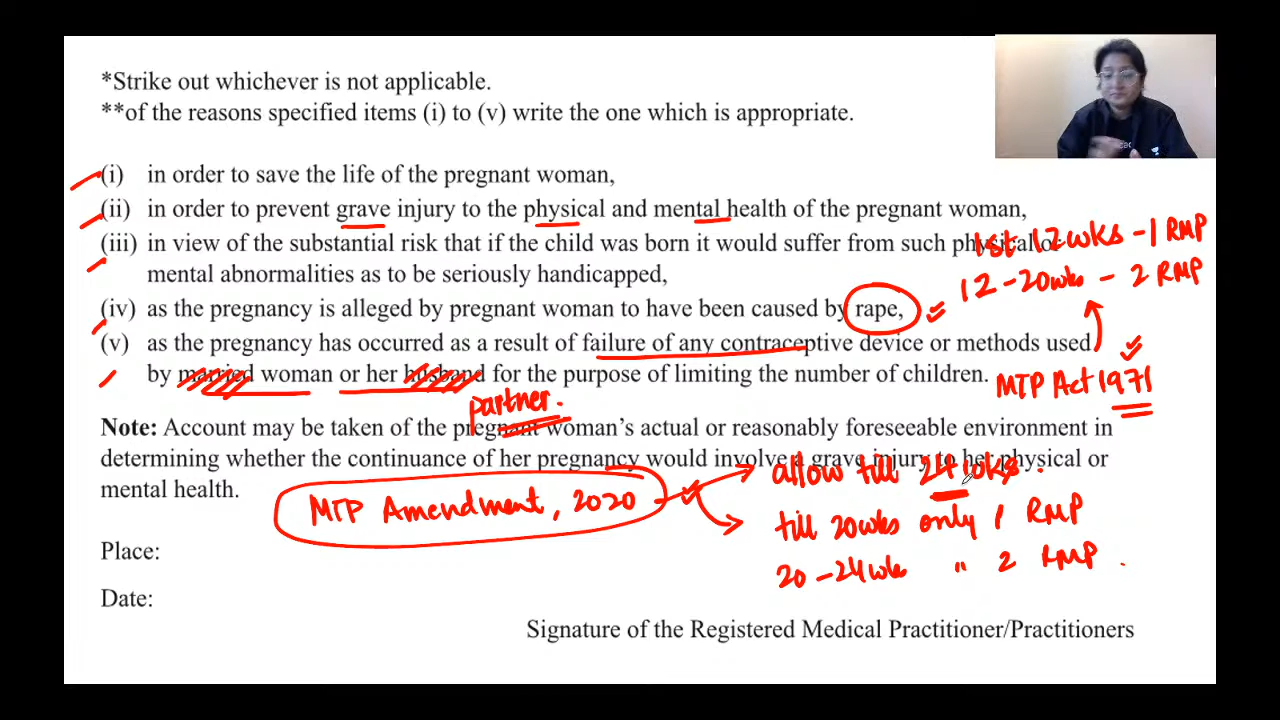 *Strike out whichever is not applicable.
**of the reasons specified items (i) to (v) write the one which is appropriate.
(i) in order to save the life of the pregnant woman,
(ii) in order to prevent grave injury to the physical and mental health of the pregnant woman,
(iii) in view of the substantial risk that if the child was born it would suffer from such physical or
1st 12 wks - 1 RMP
mental abnormalities as to be seriously handicapped,
12 - 20wks - 2 RMP
(iv) as the pregnancy is alleged by pregnant woman to have been caused by rape,
(v) as the pregnancy has occurred as a result of failure of any contraceptive device or methods used
by married woman or her husband for the purpose of limiting the number of children.
MTP Act 1971
partner.
Note: Account may be taken of the pregnant woman's actual or reasonably foreseeable environment in
determining whether the continuance of her pregnancy would involve a grave injury to her physical or
mental health.
allow till 24 wks.
MTP Amendment, 2020
till 20wks only 1 RMP
20 - 24wk " 2 RMP.
Place:
Date:
Signature of the Registered Medical Practitioner/Practitioners